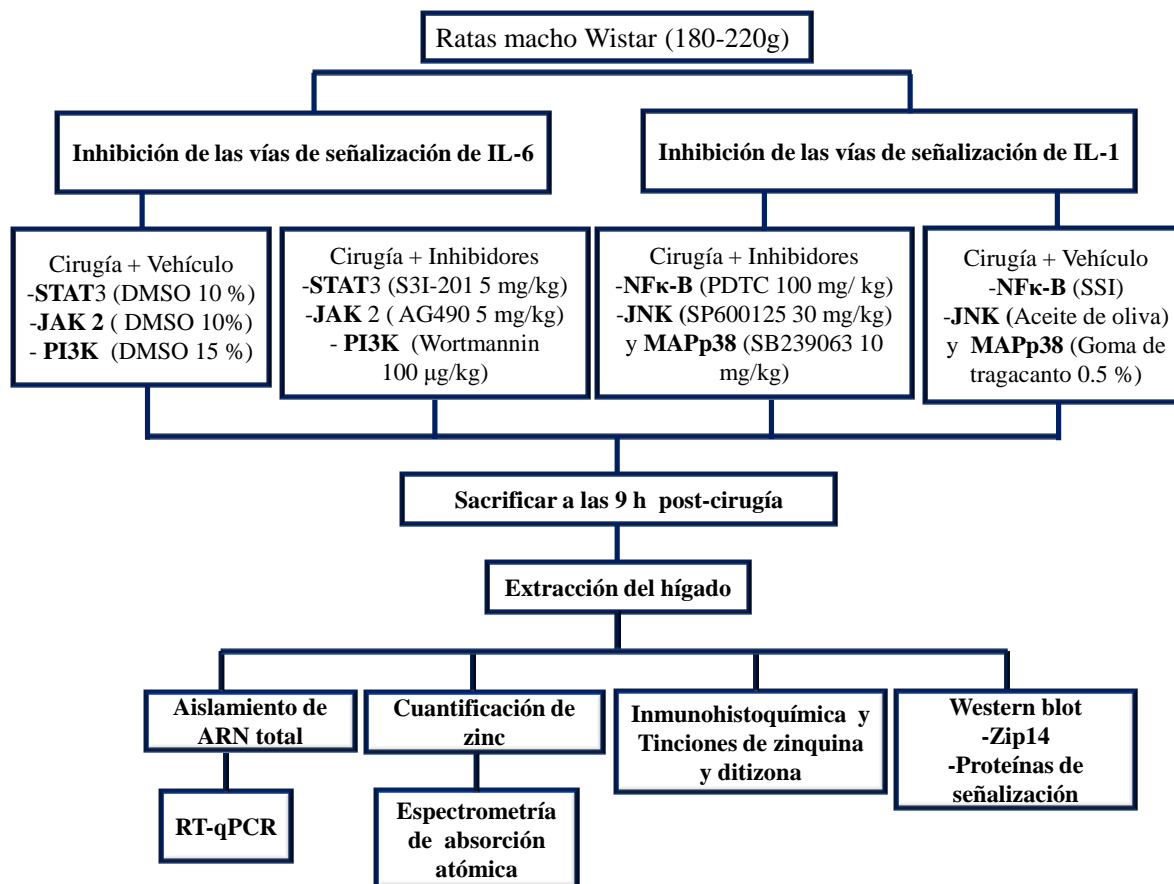 Ratas macho Wistar (180-220g)
Inhibición de las vías de señalización de IL-6
Inhibición de las vías de señalización de IL-1
Cirugía + Vehículo
-STAT3 (DMSO 10 %)
-JAK 2 ( DMSO 10%)
- PI3K (DMSO 15 %)
Cirugía + Inhibidores
-STAT3 (S3I-201 5 mg/kg)
-JAK 2 ( AG490 5 mg/kg)
- PI3K (Wortmannin
100 µg/kg)
Cirugía + Inhibidores
-NFκ-B (PDTC 100 mg/ kg)
-JNK (SP600125 30 mg/kg)
y MAPp38 (SB239063 10
mg/kg)
Cirugía + Vehículo
-NFκ-B (SSI)
-JNK (Aceite de oliva)
y MAPp38 (Goma de
tragacanto 0.5 %)
Sacrificar a las 9 h post-cirugía
Extracción del hígado
Aislamiento de
ARN total
Cuantificación de
zinc
Inmunohistoquímica y
Tinciones de zinquina
y ditizona
Western blot
-Zip14
-Proteínas de
señalización
RT-qPCR
Espectrometría
de absorción
atómica